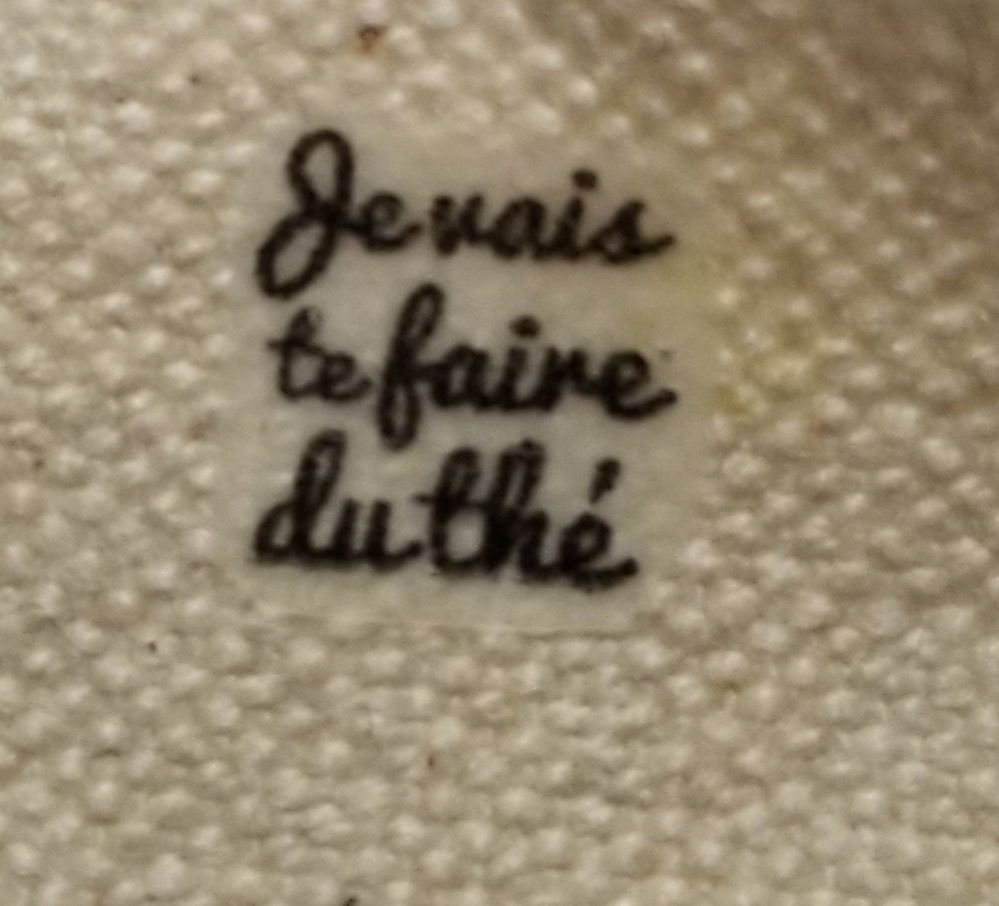 Je vais
te faire
du thé